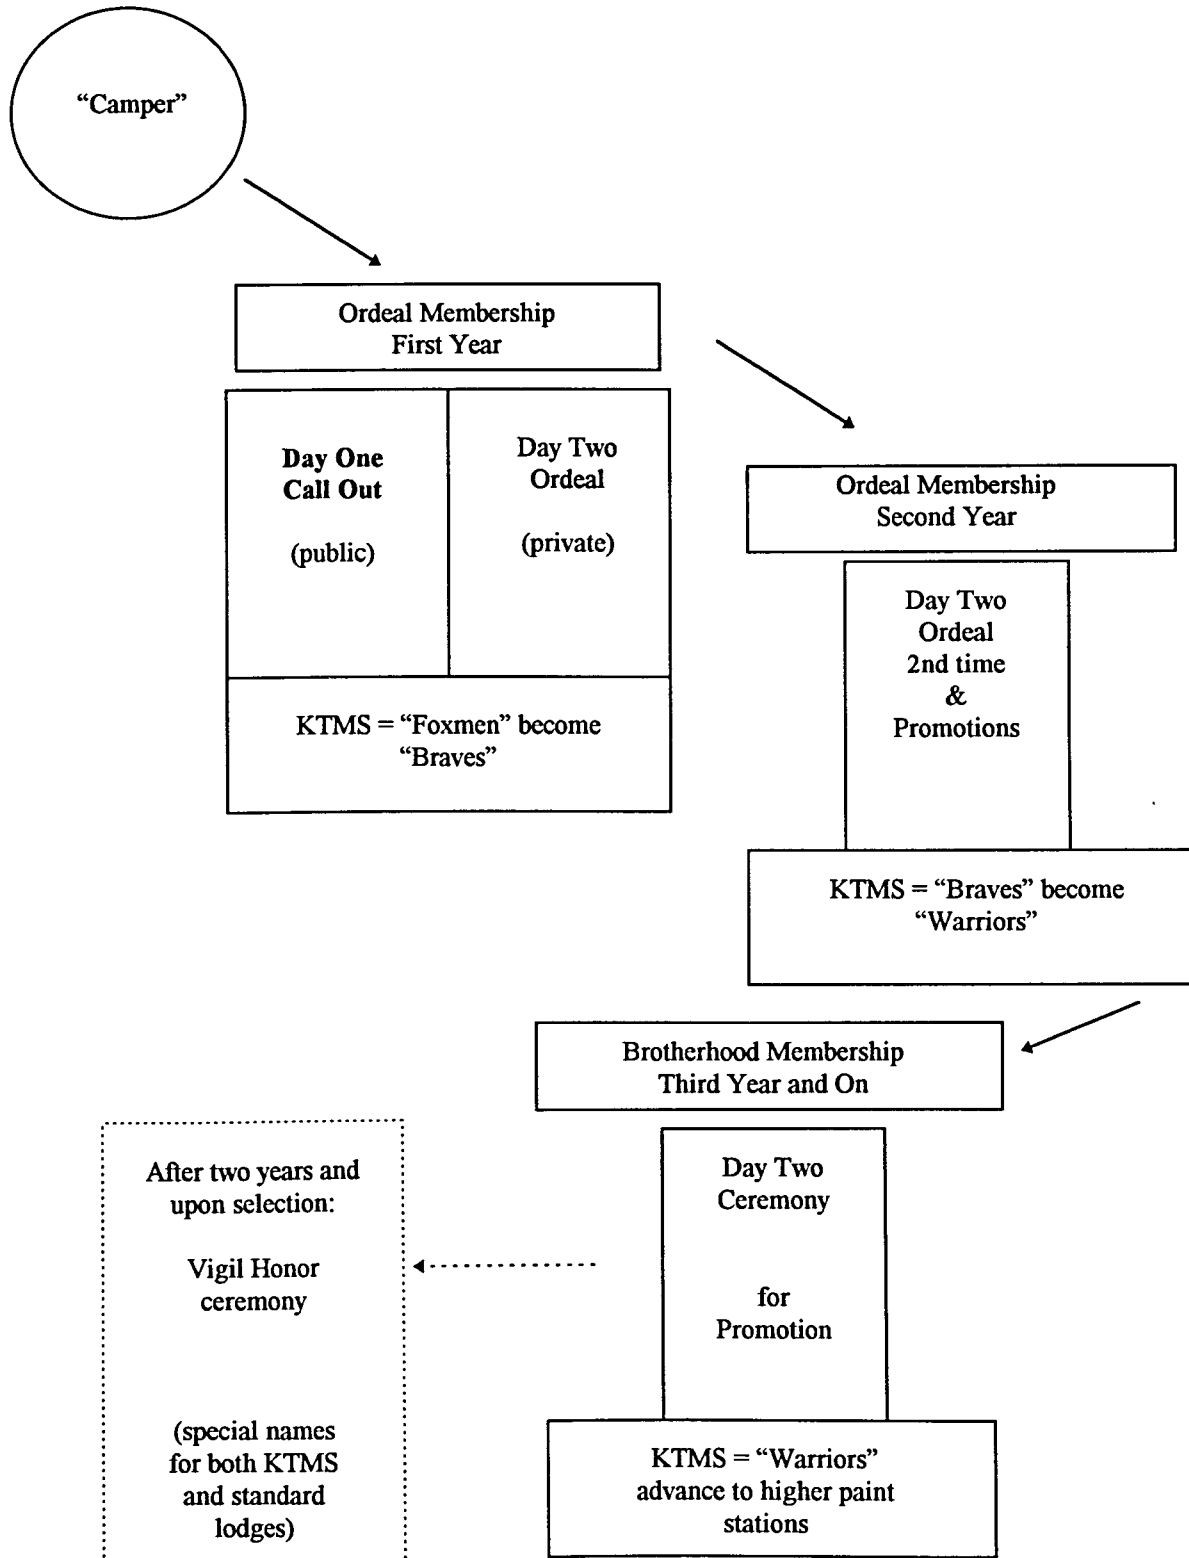 “Camper”
Ordeal Membership
First Year
Day One
Call Out
(public)
Day Two
Ordeal
(private)
KTMS = “Foxmen” become
“Braves”
Ordeal Membership
Second Year
Day Two
Ordeal
2nd time
&
Promotions
KTMS = “Braves” become
“Warriors”
Brotherhood Membership
Third Year and On
Day Two
Ceremony
for
Promotion
KTMS = “Warriors”
advance to higher paint
stations
After two years and
upon selection:
Vigil Honor
ceremony
(special names
for both KTMS
and standard
lodges)